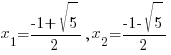 x₁=(-1+√5)/2 , x₂=(-1-√5)/2